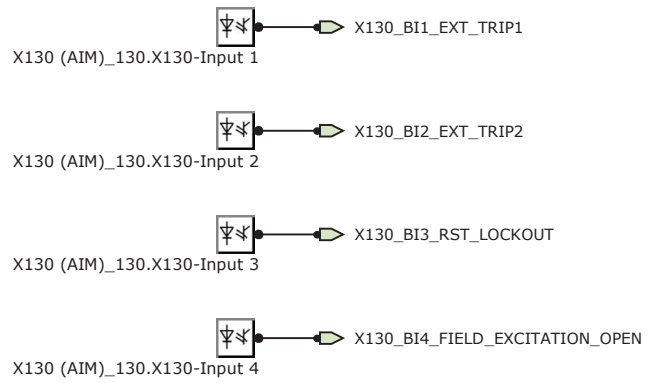 X130_BI1_EXT_TRIP1
X130 (AIM)_130.X130-Input 1
X130_BI2_EXT_TRIP2
X130 (AIM)_130.X130-Input 2
X130_BI3_RST_LOCKOUT
X130 (AIM)_130.X130-Input 3
X130_BI4_FIELD_EXCITATION_OPEN
X130 (AIM)_130.X130-Input 4